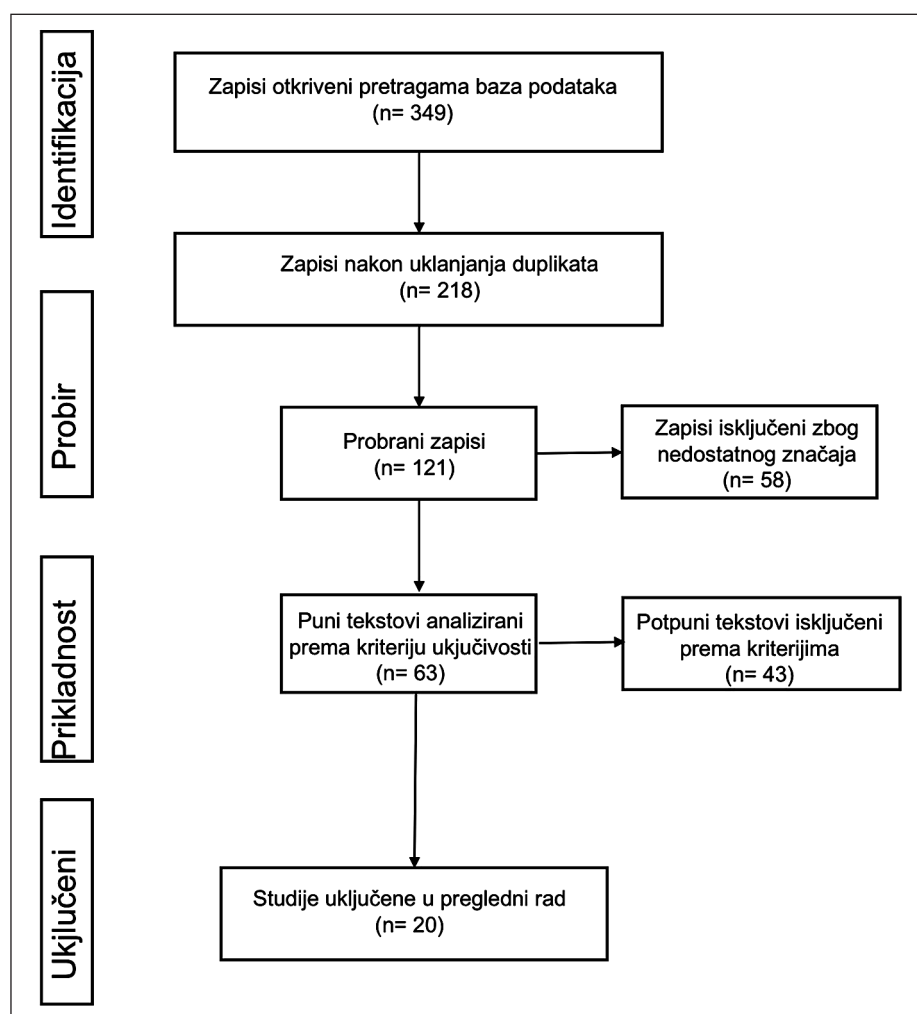 Identifikacija
Zapisi otkriveni pretragama baza podataka
(n= 349)
Zapisi nakon uklanjanja duplikata
(n= 218)
Probir
Probrani zapisi
(n= 121)
Zapisi isključeni zbog
nedostatnog značaja
(n= 58)
Prikladnost
Puni tekstovi analizirani
prema kriteriju ukjučivosti
(n= 63)
Potpuni tekstovi isključeni
prema kriterijima
(n= 43)
Ukjlučeni
Studije uključene u pregledni rad
(n= 20)